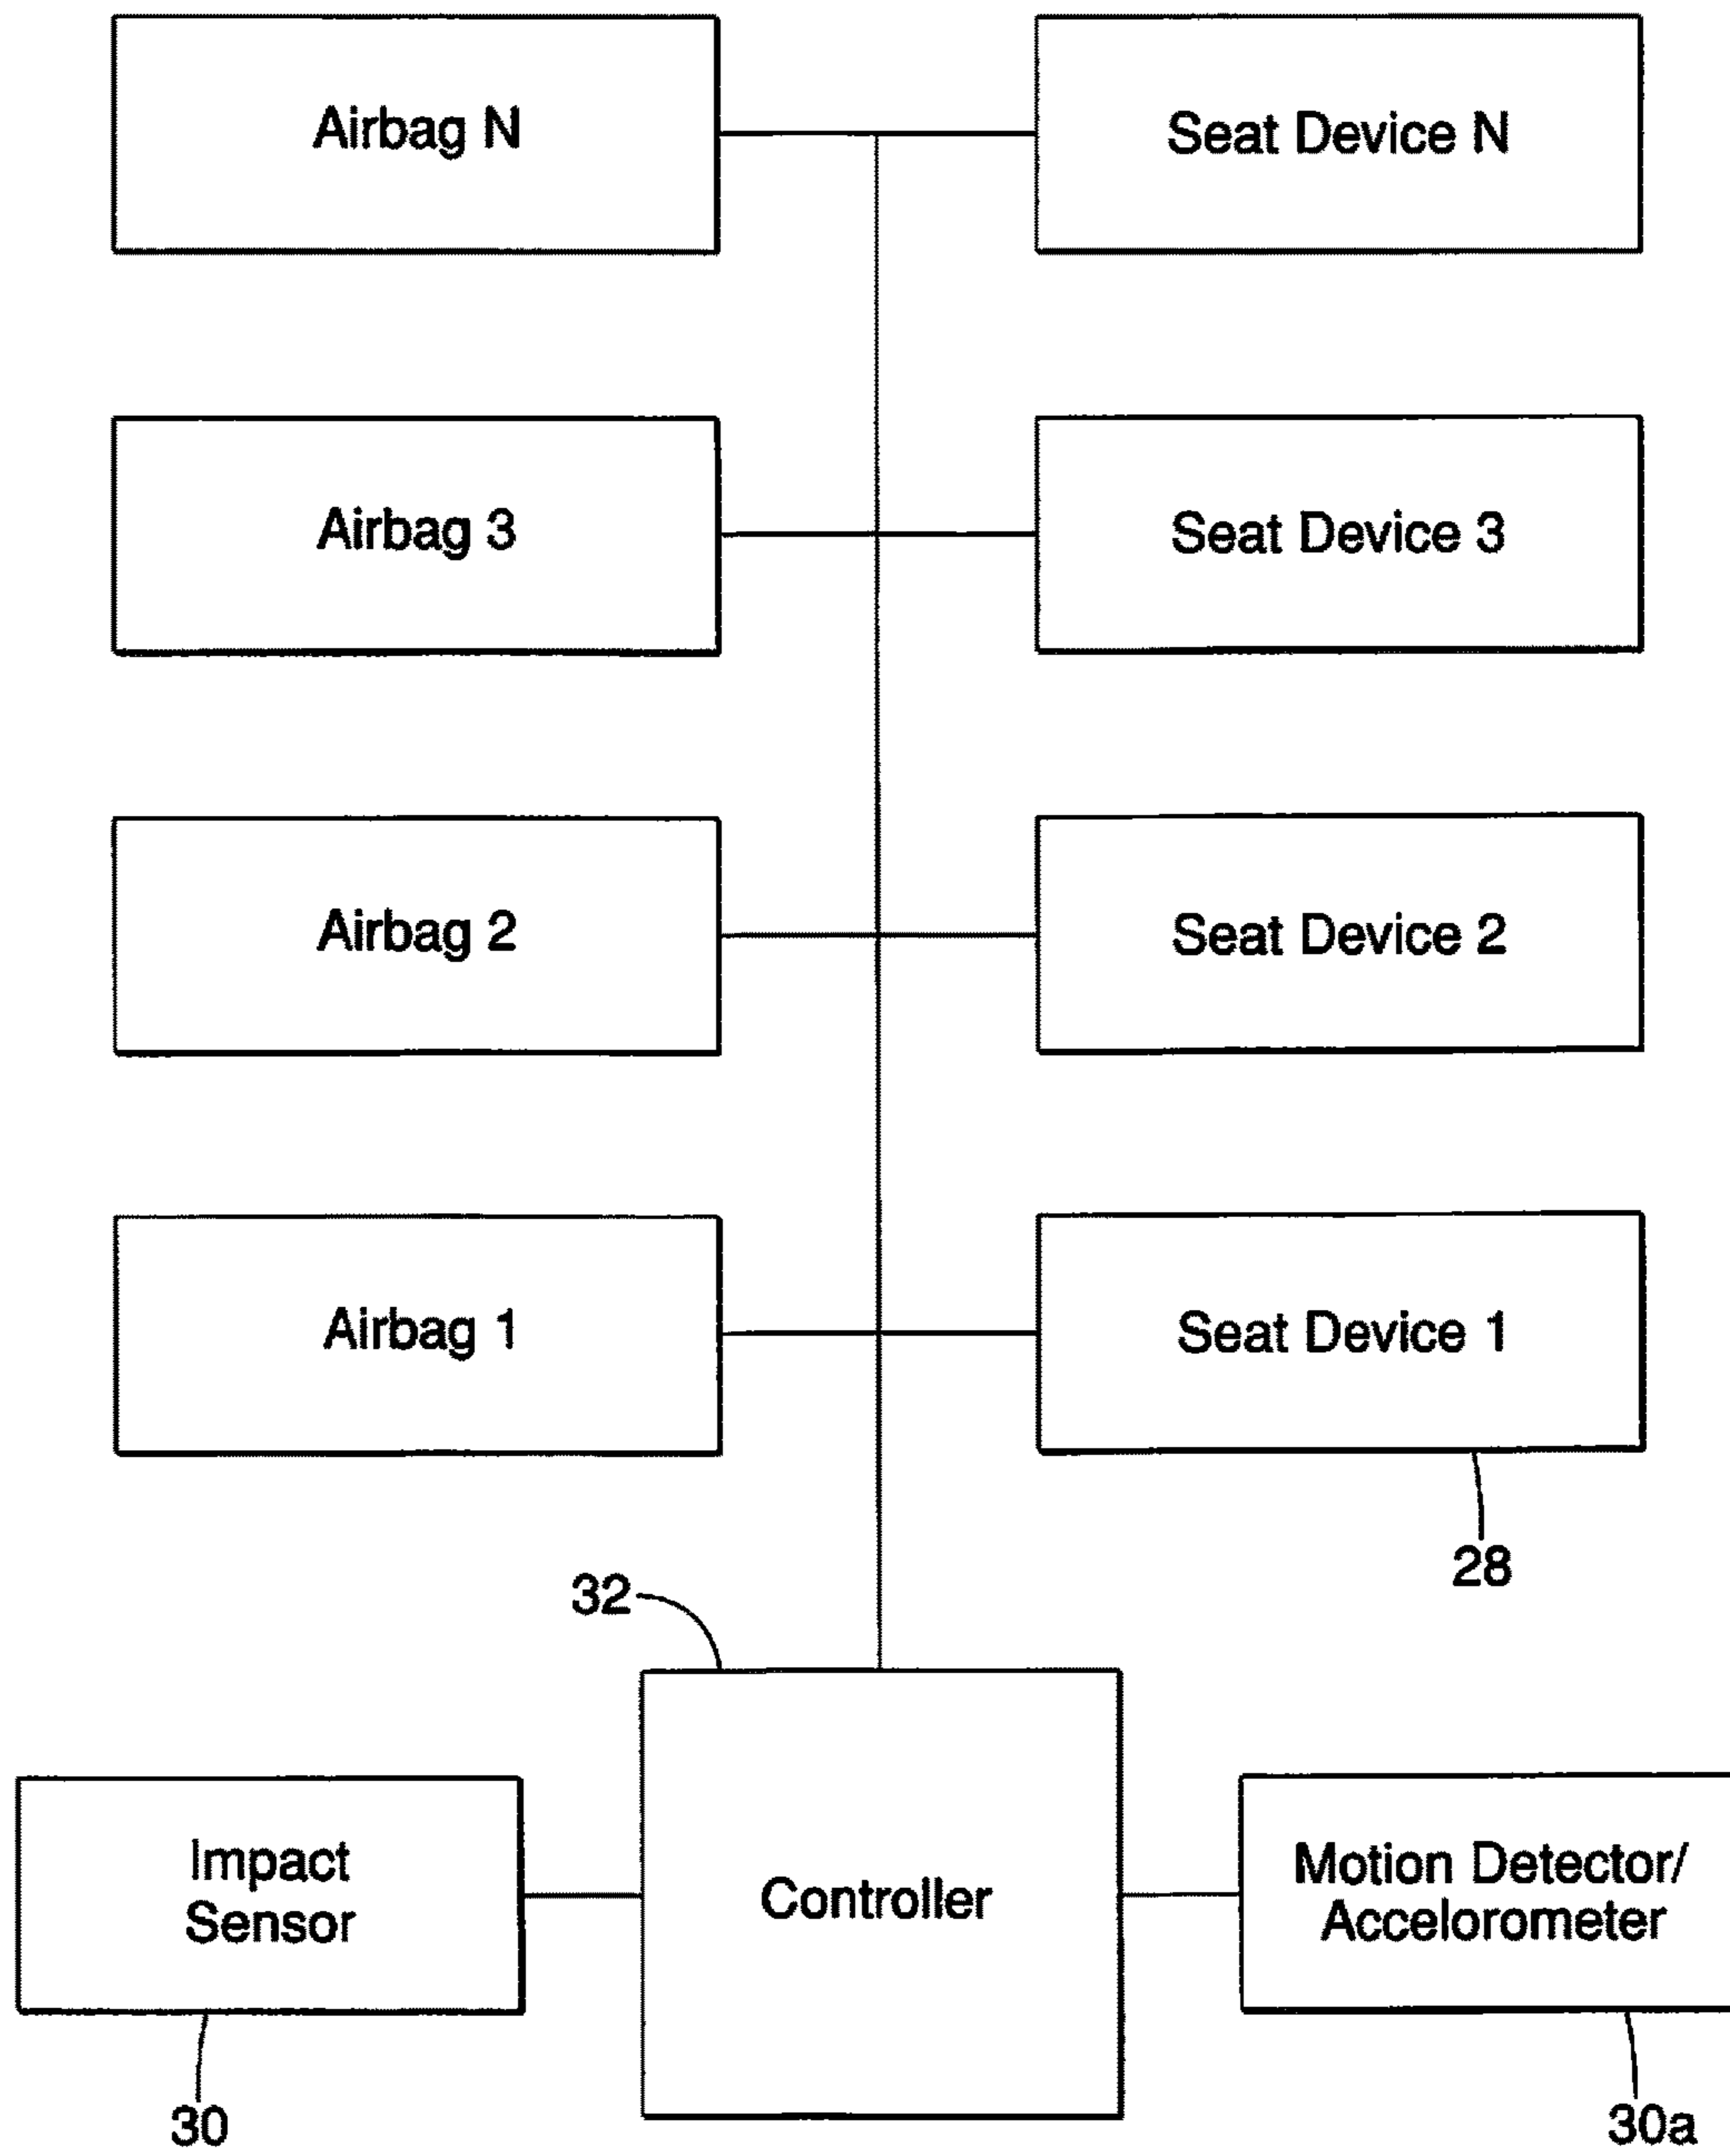 Airbag N
Seat Device N
Airbag 3
Seat Device 3
Airbag 2
Seat Device 2
Airbag 1
Seat Device 1
28
32
Impact
Sensor
Controller
Motion Detector/
Accelorometer
30
30a